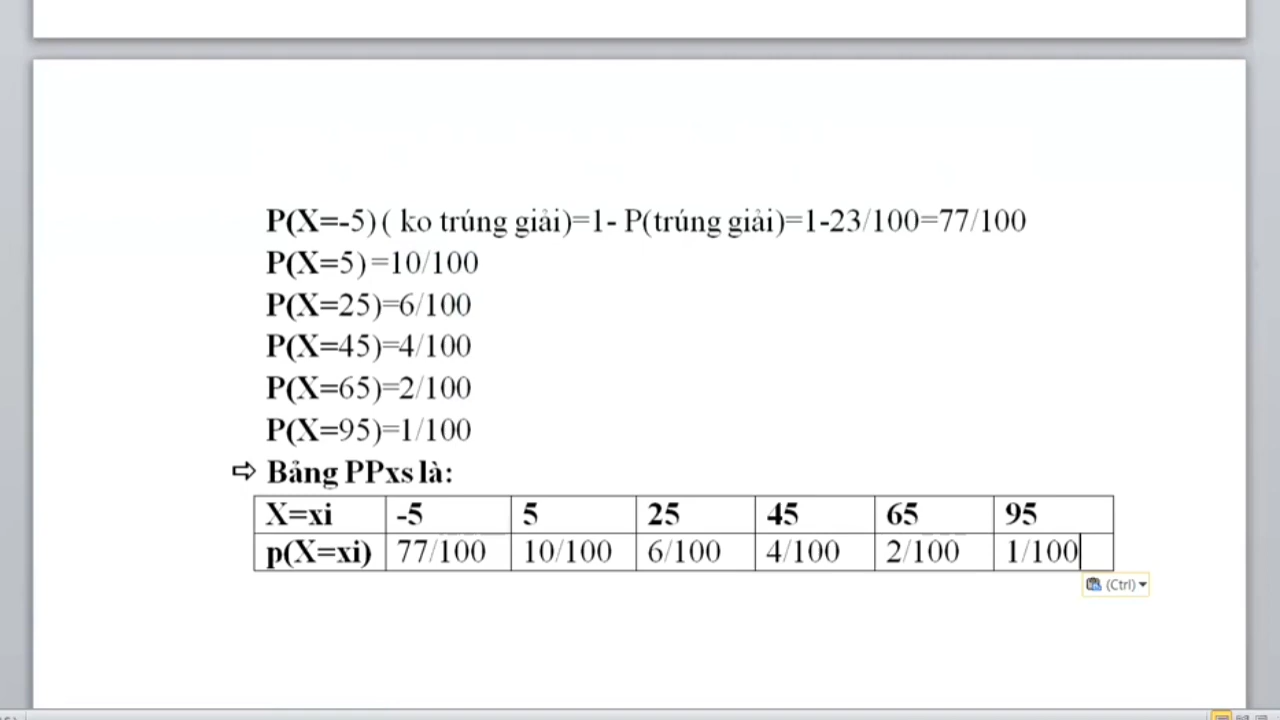 P(X=-5)( ko trúng giải)=1- P(trúng giải)=1-23/100=77/100
P(X=5)=10/100
P(X=25)=6/100
P(X=45)=4/100
P(X=65)=2/100
P(X=95)=1/100
⇨ Bảng PPxs là:
X=xi -5 5 25 45 65 95
p(X=xi) 77/100 10/100 6/100 4/100 2/100 1/100
(Ctrl)